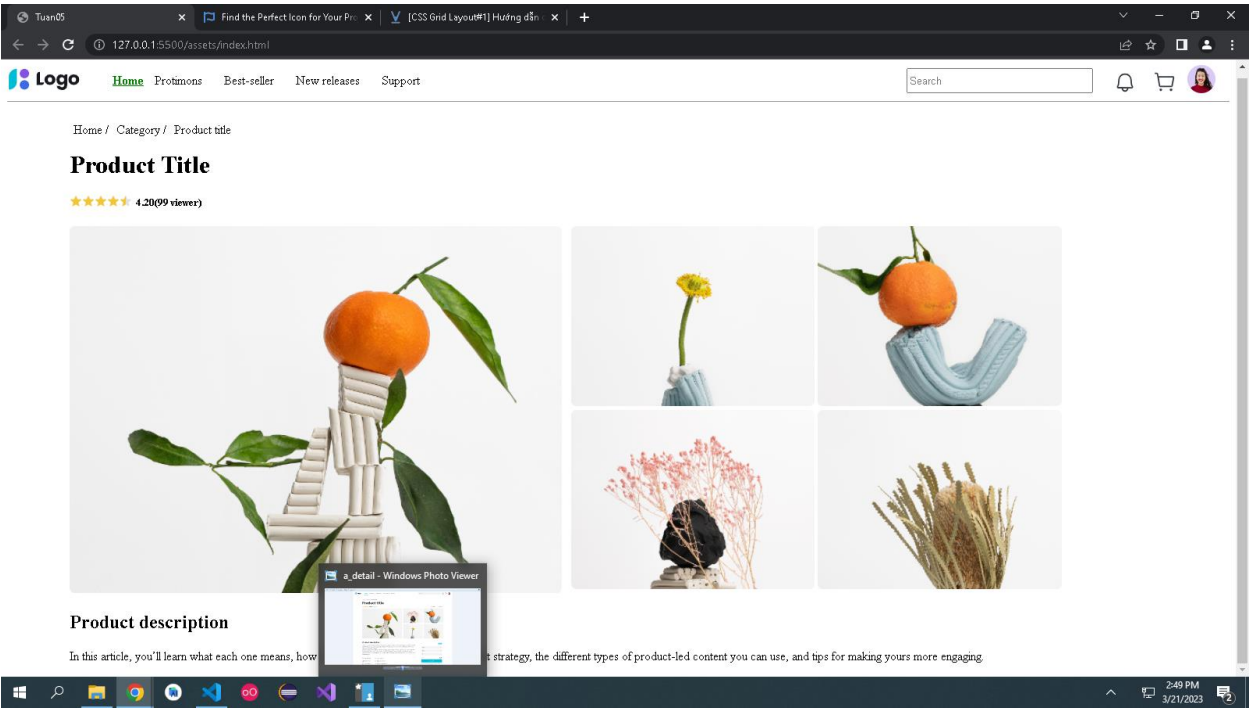 Tuan05
Find the Perfect Icon for Your Pro
[CSS Grid Layout#1] Hướng dẫn
127.0.0.1:5500/assets/index.html
Logo
Home Protimons Best-seller New releases Support
Search
Home / Category / Product title
Product Title
4.20(99 viewer)
a_detail - Windows Photo Viewer
Product description
In this article, you'll learn what each one means, how
t strategy, the different types of product-led content you can use, and tips for making yours more engaging.
2:49 PM
3/21/2023
2